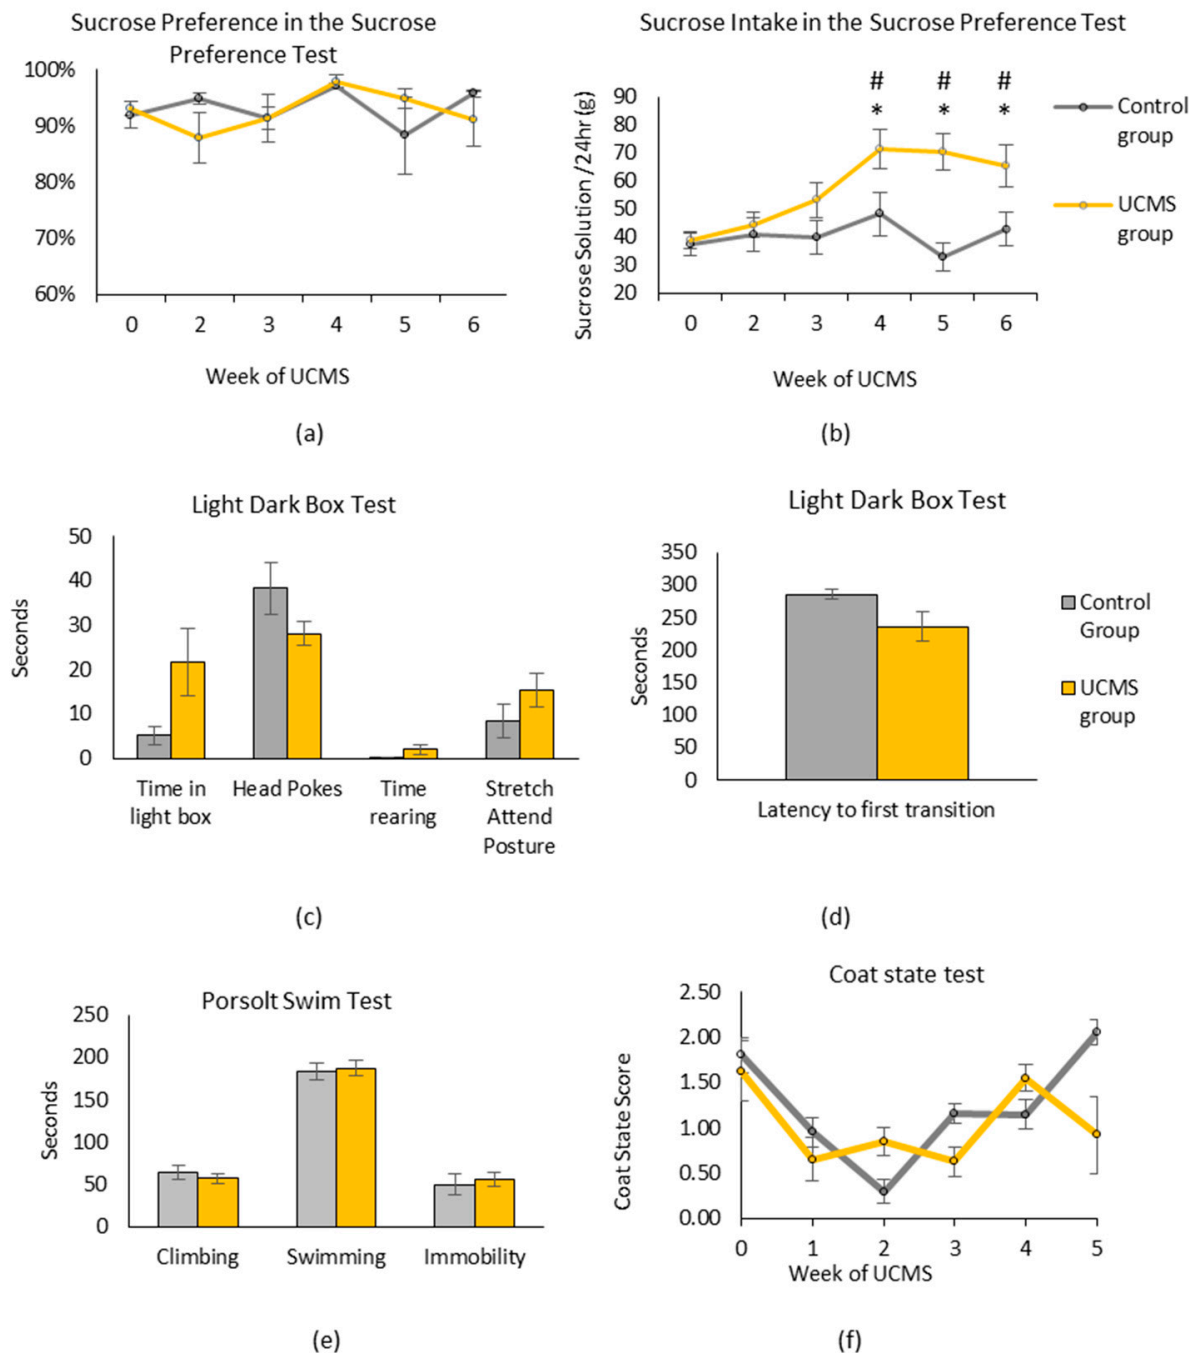 Sucrose Preference in the Sucrose
Preference Test
100%
90%
80%
70%
60%
0 2 3 4 5 6
Week of UCMS
(a)
Sucrose Intake in the Sucrose Preference Test
# # #
* * *
Sucrose Solution /24hr (g)
90
80
70
60
50
40
30
20
0 2 3 4 5 6
Week of UCMS
Control
group
UCMS
group
(b)
Light Dark Box Test
Seconds
50
40
30
20
10
0
Time in
light box
Head Pokes
Time
rearing
Stretch
Attend
Posture
(c)
Light Dark Box Test
Seconds
350
300
250
200
150
100
50
0
Latency to first transition
Control
Group
UCMS
group
(d)
Porsolt Swim Test
Seconds
250
200
150
100
50
0
Climbing Swimming Immobility
(e)
Coat state test
Coat State Score
2.50
2.00
1.50
1.00
0.50
0.00
0 1 2 3 4 5
Week of UCMS
(f)